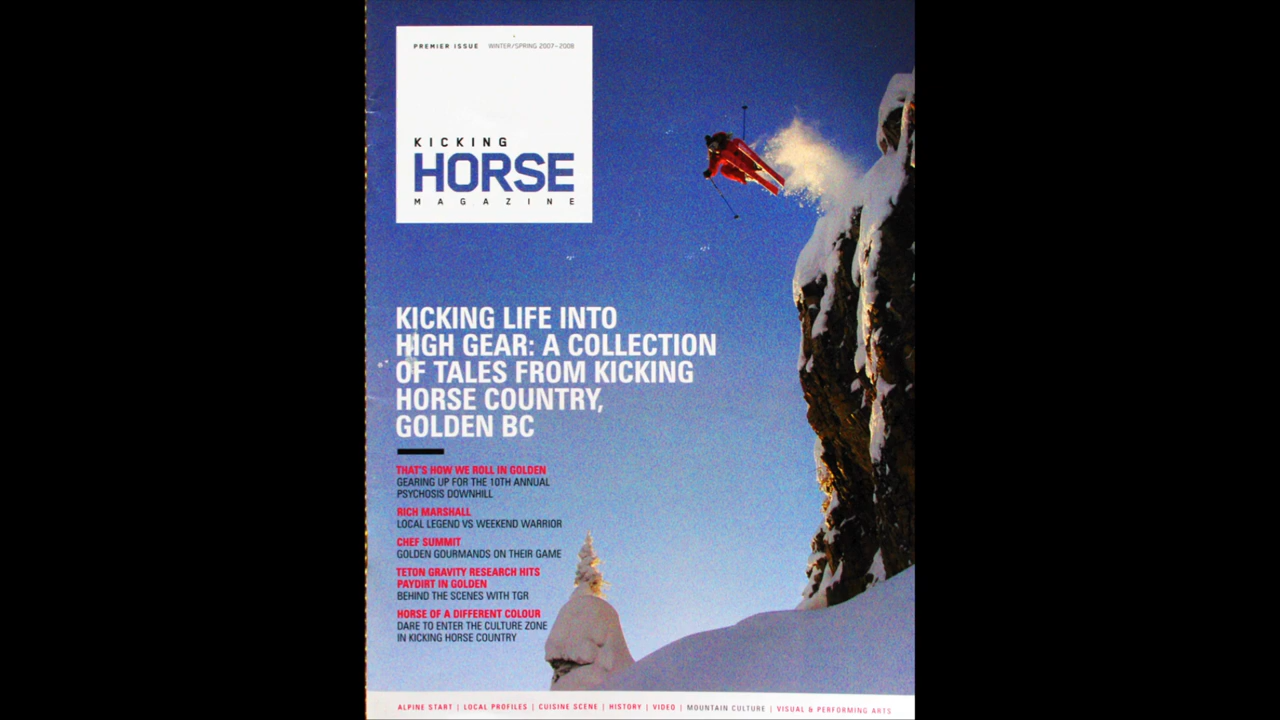 PREMIER ISSUE WINTER/SPRING 2007-2008
KICKING
HORSE
MAGAZINE
KICKING LIFE INTO
HIGH GEAR: A COLLECTION
OF TALES FROM KICKING
HORSE COUNTRY,
GOLDEN BC
THAT'S HOW WE ROLL IN GOLDEN
GEARING UP FOR THE 10TH ANNUAL
PSYCHOSIS DOWNHILL
RICH MARSHALL
LOCAL LEGEND VS WEEKEND WARRIOR
CHEF SUMMIT
GOLDEN GOURMANDS ON THEIR GAME
TETON GRAVITY RESEARCH HITS
PAYDIRT IN GOLDEN
BEHIND THE SCENES WITH TGR
HORSE OF A DIFFERENT COLOUR
DARE TO ENTER THE CULTURE ZONE
IN KICKING HORSE COUNTRY
ALPINE START | LOCAL PROFILES | CUISINE SCENE | HISTORY | VIDEO | MOUNTAIN CULTURE | VISUAL & PERFORMING ARTS